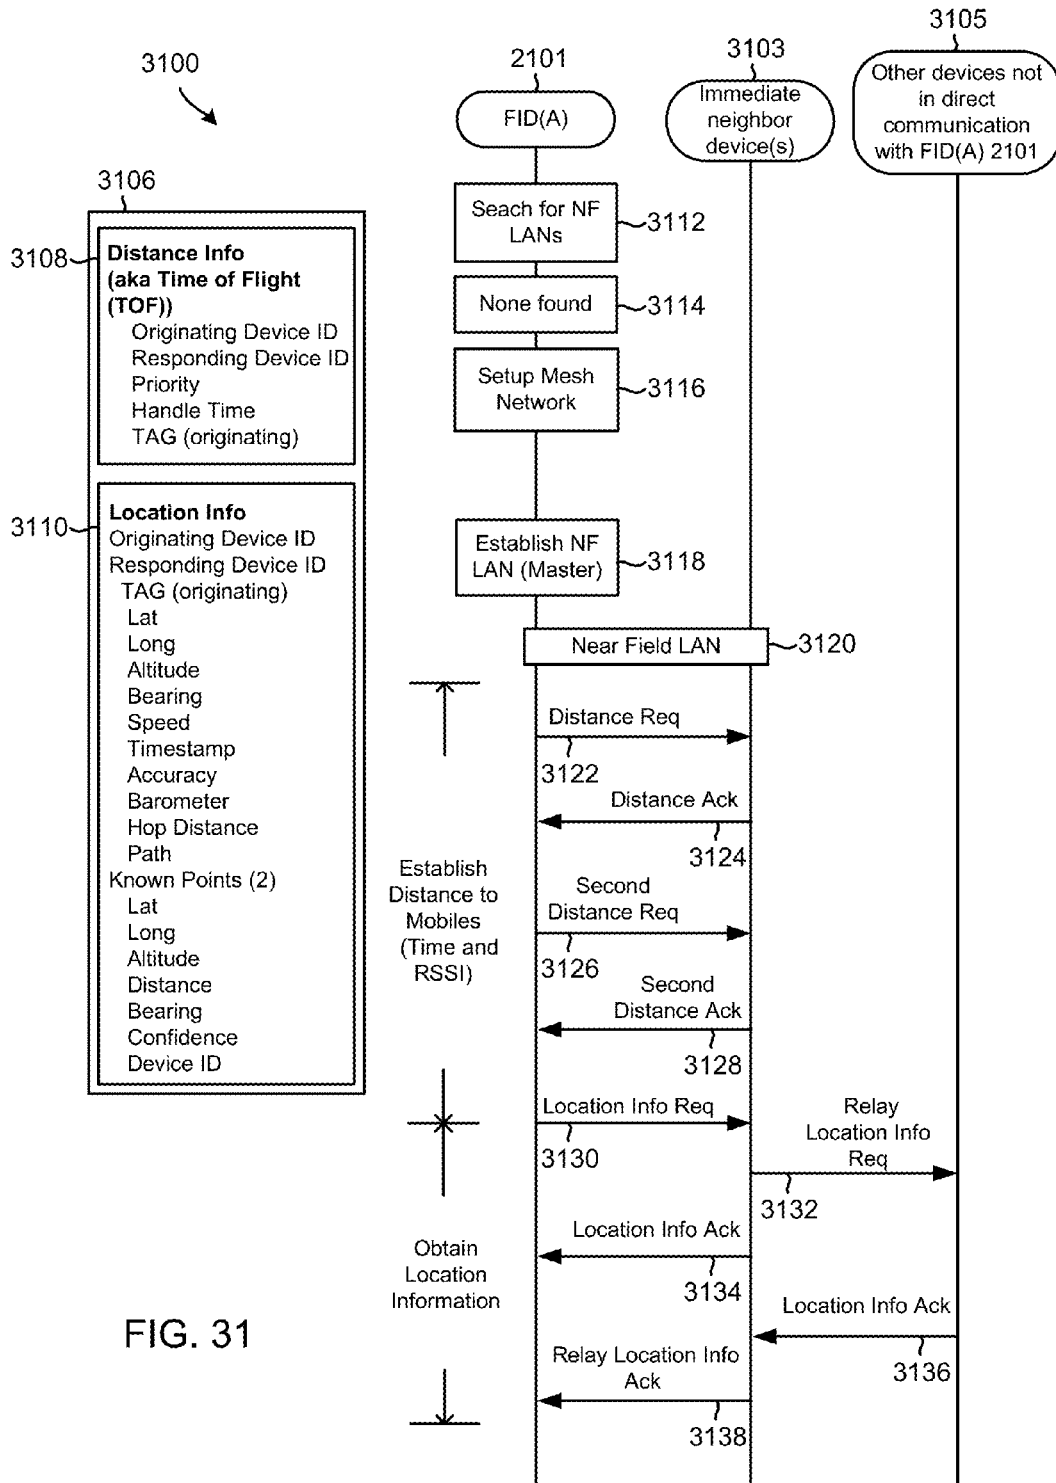 3100
2101
FID(A)
3103
Immediate
neighbor
device(s)
3105
Other devices not
in direct
communication
with FID(A) 2101
3106
3108
Distance Info
(aka Time of Flight
(TOF))
Originating Device ID
Responding Device ID
Priority
Handle Time
TAG (originating)
3110
Location Info
Originating Device ID
Responding Device ID
TAG (originating)
Lat
Long
Altitude
Bearing
Speed
Timestamp
Accuracy
Barometer
Hop Distance
Path
Known Points (2)
Lat
Long
Altitude
Distance
Bearing
Confidence
Device ID
Seach for NF
LANs
3112
None found
3114
Setup Mesh
Network
3116
Establish NF
LAN (Master)
3118
Near Field LAN
3120
Establish
Distance to
Mobiles
(Time and
RSSI)
Distance Req
3122
Distance Ack
3124
Second
Distance Req
3126
Second
Distance Ack
3128
Obtain
Location
Information
Location Info Req
3130
Relay
Location Info
Req
3132
Location Info Ack
3134
Location Info Ack
3136
Relay Location Info
Ack
3138
FIG. 31